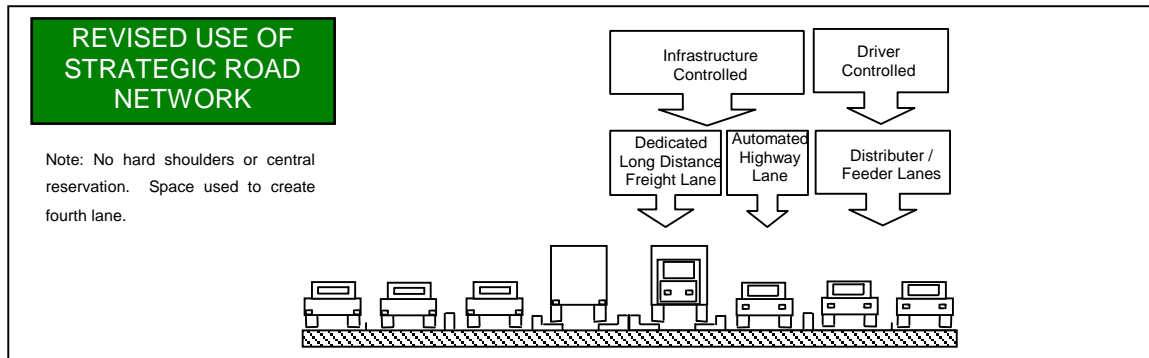 REVISED USE OF
STRATEGIC ROAD
NETWORK
Note: No hard shoulders or central
reservation. Space used to create
fourth lane.
Infrastructure
Controlled
Driver
Controlled
Dedicated
Long Distance
Freight Lane
Automated
Highway
Lane
Distributer /
Feeder Lanes